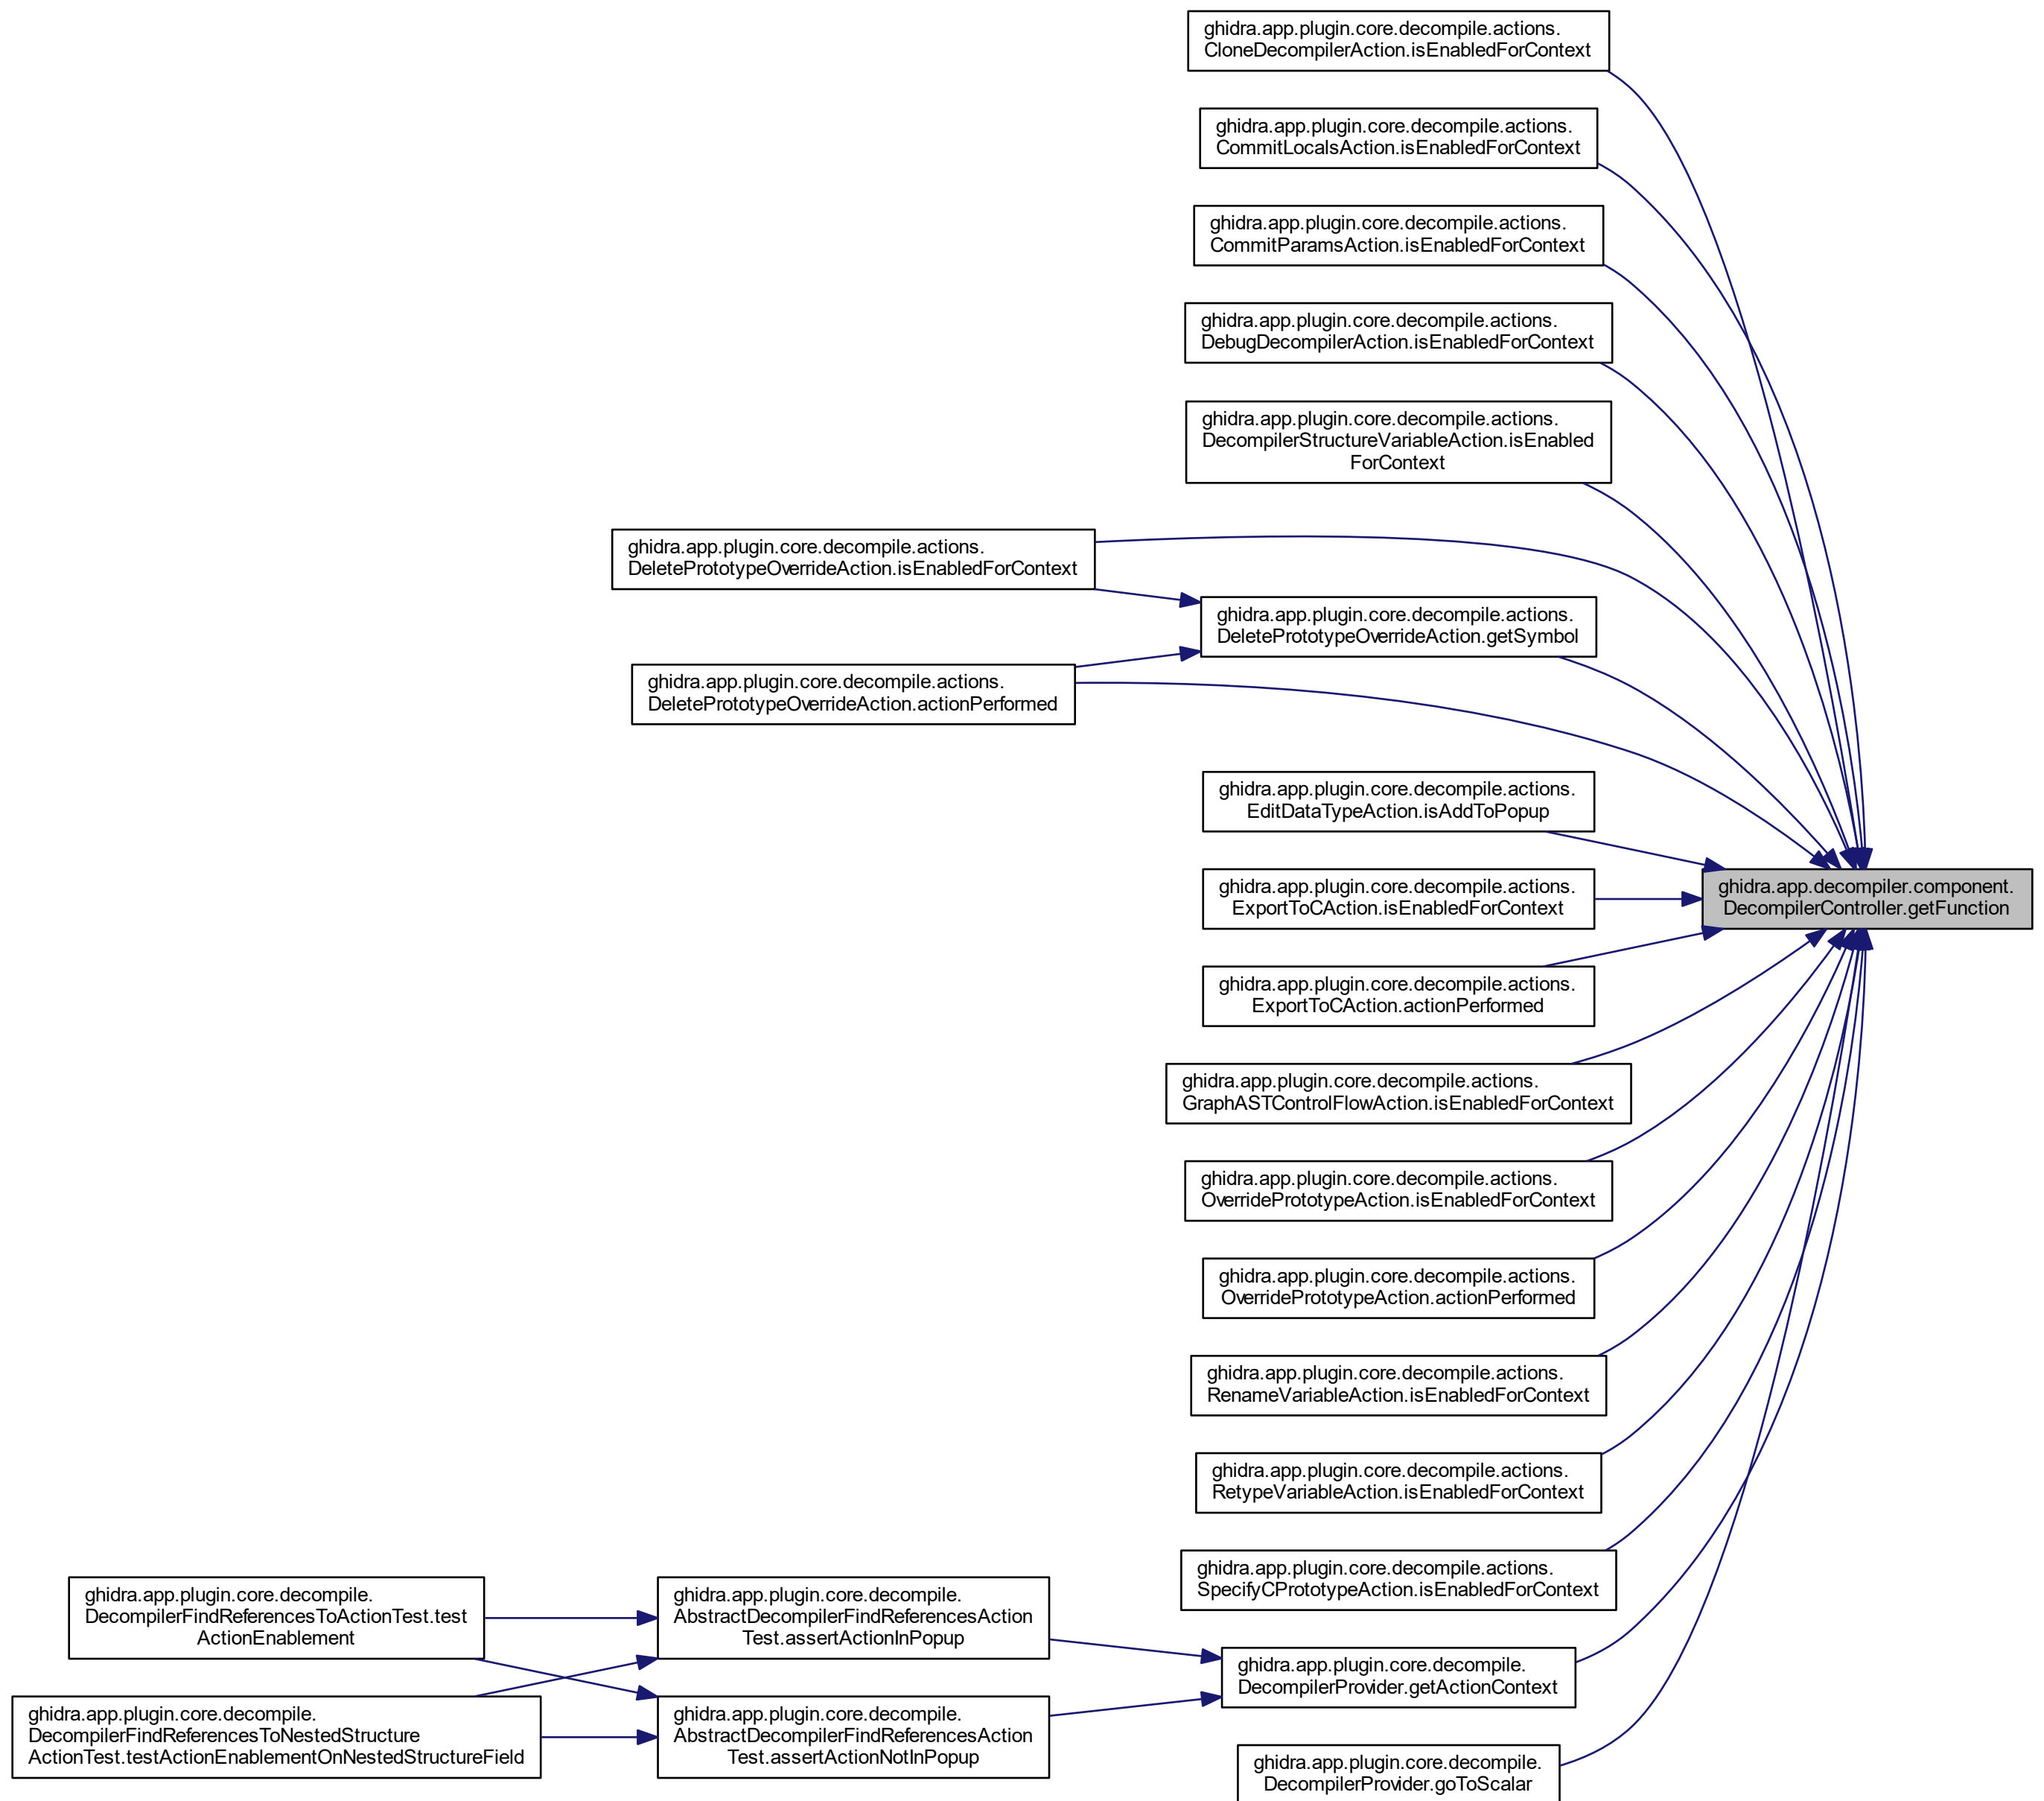 ghidra.app.plugin.core.decompile.actions.
CloneDecompilerAction.isEnabledForContext
ghidra.app.plugin.core.decompile.actions.
CommitLocalsAction.isEnabledForContext
ghidra.app.plugin.core.decompile.actions.
CommitParamsAction.isEnabledForContext
ghidra.app.plugin.core.decompile.actions.
DebugDecompilerAction.isEnabledForContext
ghidra.app.plugin.core.decompile.actions.
DecompilerStructureVariableAction.isEnabled
ForContext
ghidra.app.plugin.core.decompile.actions.
DeletePrototypeOverrideAction.isEnabledForContext
ghidra.app.plugin.core.decompile.actions.
DeletePrototypeOverrideAction.getSymbol
ghidra.app.plugin.core.decompile.actions.
DeletePrototypeOverrideAction.actionPerformed
ghidra.app.plugin.core.decompile.actions.
EditDataTypeAction.isAddToPopup
ghidra.app.decompiler.component.
DecompilerController.getFunction
ghidra.app.plugin.core.decompile.actions.
ExportToCAction.isEnabledForContext
ghidra.app.plugin.core.decompile.actions.
ExportToCAction.actionPerformed
ghidra.app.plugin.core.decompile.actions.
GraphASTControlFlowAction.isEnabledForContext
ghidra.app.plugin.core.decompile.actions.
OverridePrototypeAction.isEnabledForContext
ghidra.app.plugin.core.decompile.actions.
OverridePrototypeAction.actionPerformed
ghidra.app.plugin.core.decompile.actions.
RenameVariableAction.isEnabledForContext
ghidra.app.plugin.core.decompile.actions.
RetypeVariableAction.isEnabledForContext
ghidra.app.plugin.core.decompile.actions.
SpecifyCPrototypeAction.isEnabledForContext
ghidra.app.plugin.core.decompile.
DecompilerFindReferencesToActionTest.test
ActionEnablement
ghidra.app.plugin.core.decompile.
AbstractDecompilerFindReferencesAction
Test.assertActionInPopup
ghidra.app.plugin.core.decompile.
DecompilerProvider.getActionContext
ghidra.app.plugin.core.decompile.
DecompilerFindReferencesToNestedStructure
ActionTest.testActionEnablementOnNestedStructureField
ghidra.app.plugin.core.decompile.
AbstractDecompilerFindReferencesAction
Test.assertActionNotInPopup
ghidra.app.plugin.core.decompile.
DecompilerProvider.goToScalar